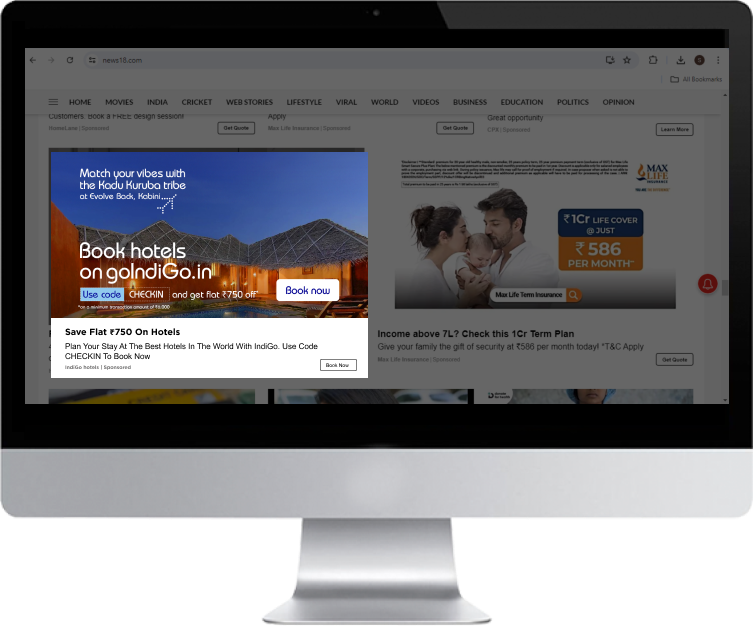 news18.com
All Bookmarks
HOME MOVIES INDIA CRICKET WEB STORIES LIFESTYLE VIRAL WORLD VIDEOS BUSINESS EDUCATION POLITICS OPINION
Customers. Book a FREE design session!
HomeLane | Sponsored
Get Quote
Apply
Max Life Insurance | Sponsored
Get Quote
Great opportunity
CPX | Sponsored
Learn More
Match your vibes with
the Kadu Kuruba tribe
at Evolve Back, Kabini
Book hotels
on goIndiGo.in
Use code CHECKIN and get flat ₹750 off*
*on a minimum transaction amount of ₹5,000
Book now
Save Flat ₹750 On Hotels
Plan Your Stay At The Best Hotels In The World With IndiGo. Use Code
CHECKIN To Book Now
IndiGo hotels | Sponsored
Book Now
MAX
LIFE
INSURANCE
₹1Cr LIFE COVER
@ JUST
₹586
PER MONTH**
Max Life Term Insurance
Income above 7L? Check this 1Cr Term Plan
Give your family the gift of security at ₹586 per month today! *T&C Apply
Max Life Insurance | Sponsored
Get Quote